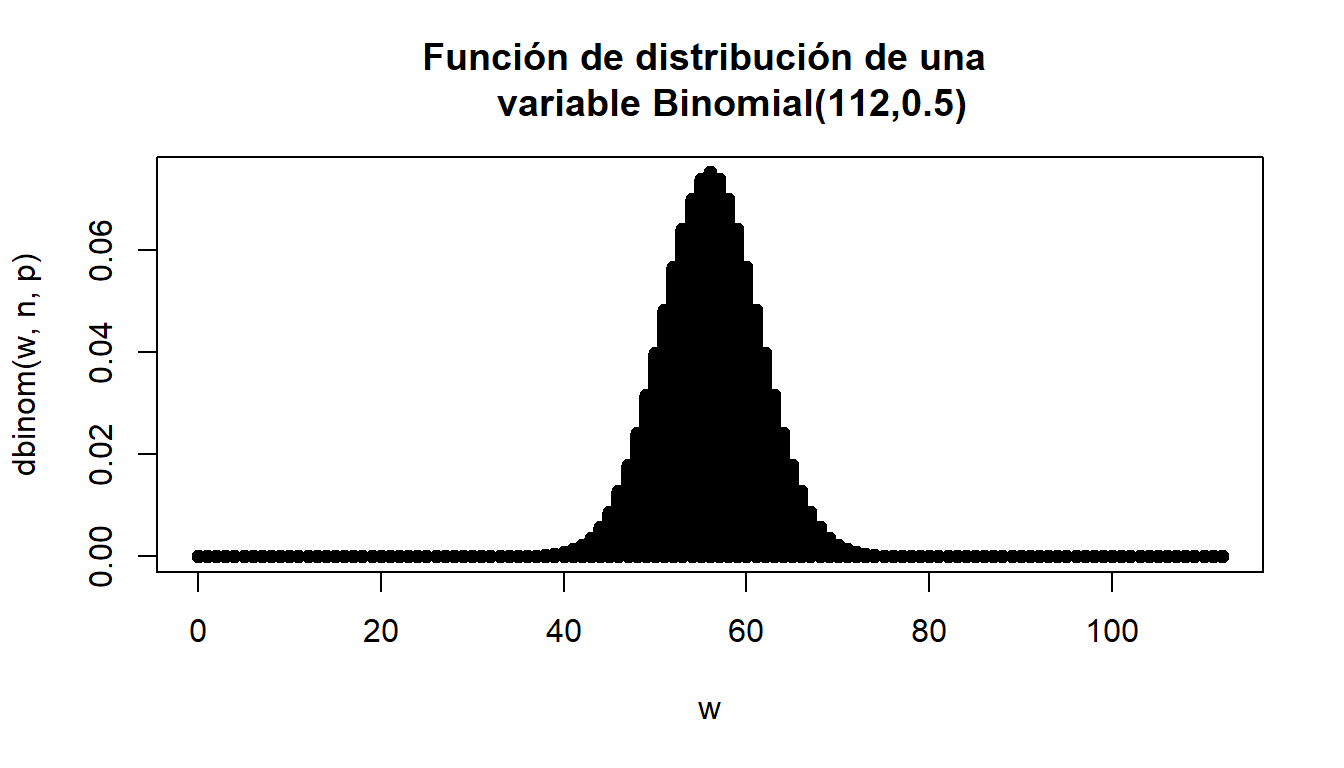 Función de distribución de una
variable Binomial(112,0.5)
dbinom(w, n, p)
0.06
0.04
0.02
0.00
0 20 40 60 80 100
w